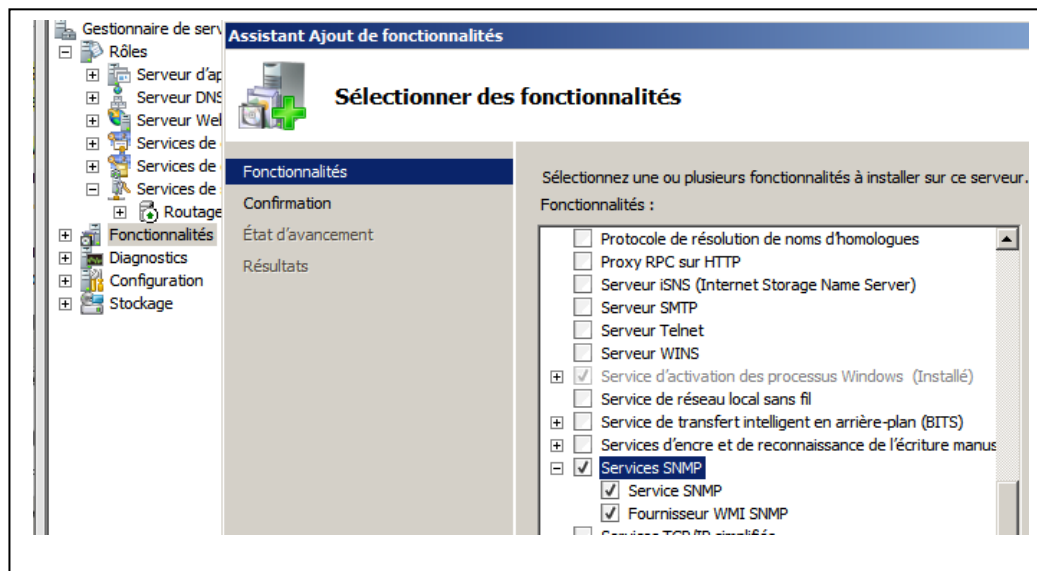 Gestionnaire de serv
Rôles
Serveur d'ap
Serveur DNS
Serveur Wel
Services de
Services de
Services de
Routage
Fonctionnalités
Diagnostics
Configuration
Stockage
Assistant Ajout de fonctionnalités
Sélectionner des fonctionnalités
Fonctionnalités
Confirmation
État d'avancement
Résultats
Sélectionnez une ou plusieurs fonctionnalités à installer sur ce serveur.
Fonctionnalités :
Protocole de résolution de noms d'homologues
Proxy RPC sur HTTP
Serveur iSNS (Internet Storage Name Server)
Serveur SMTP
Serveur Telnet
Serveur WINS
Service d'activation des processus Windows (Installé)
Service de réseau local sans fil
Service de transfert intelligent en arrière-plan (BITS)
Services d'encre et de reconnaissance de l'écriture manus
Services SNMP
Service SNMP
Fournisseur WMI SNMP
Services TCP/IP simplifiés